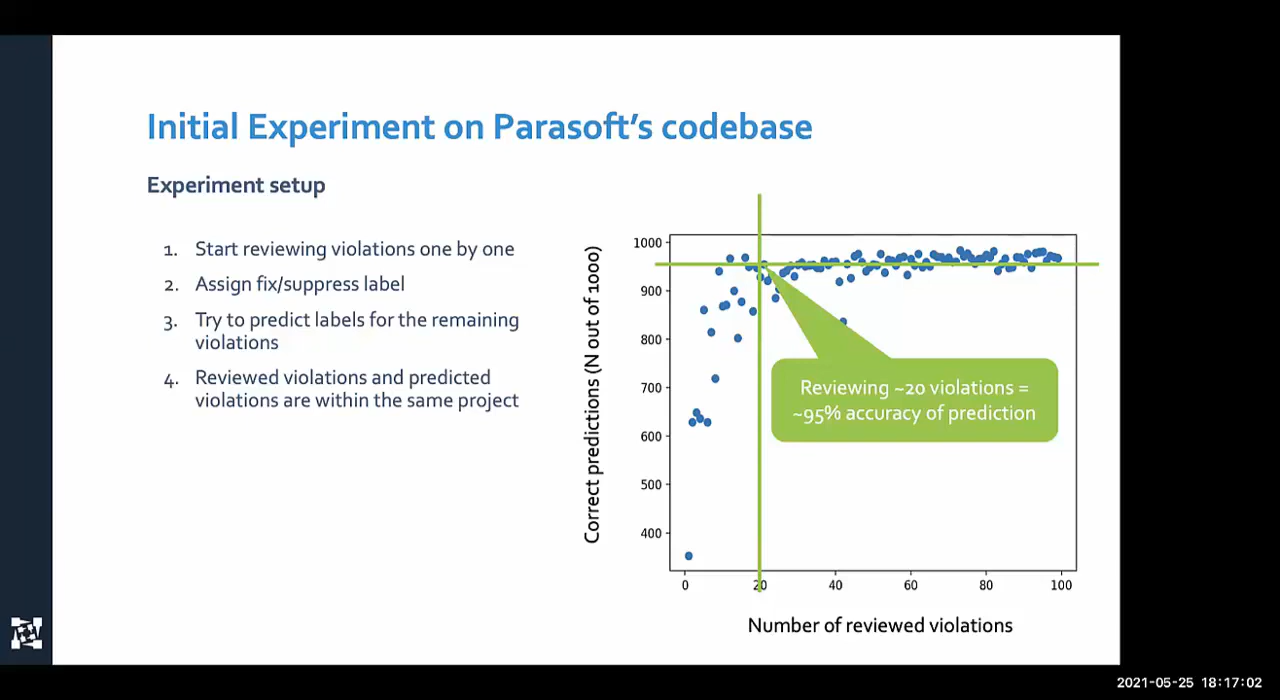 Initial Experiment on Parasoft's codebase
Experiment setup
1. Start reviewing violations one by one
2. Assign fix/suppress label
3. Try to predict labels for the remaining
violations
4. Reviewed violations and predicted
violations are within the same project
Correct predictions (N out of 1000)
1000
900
800
700
600
500
400
Reviewing ~20 violations =
~95% accuracy of prediction
0 20 40 60 80 100
Number of reviewed violations
2021-05-25 18:17:02